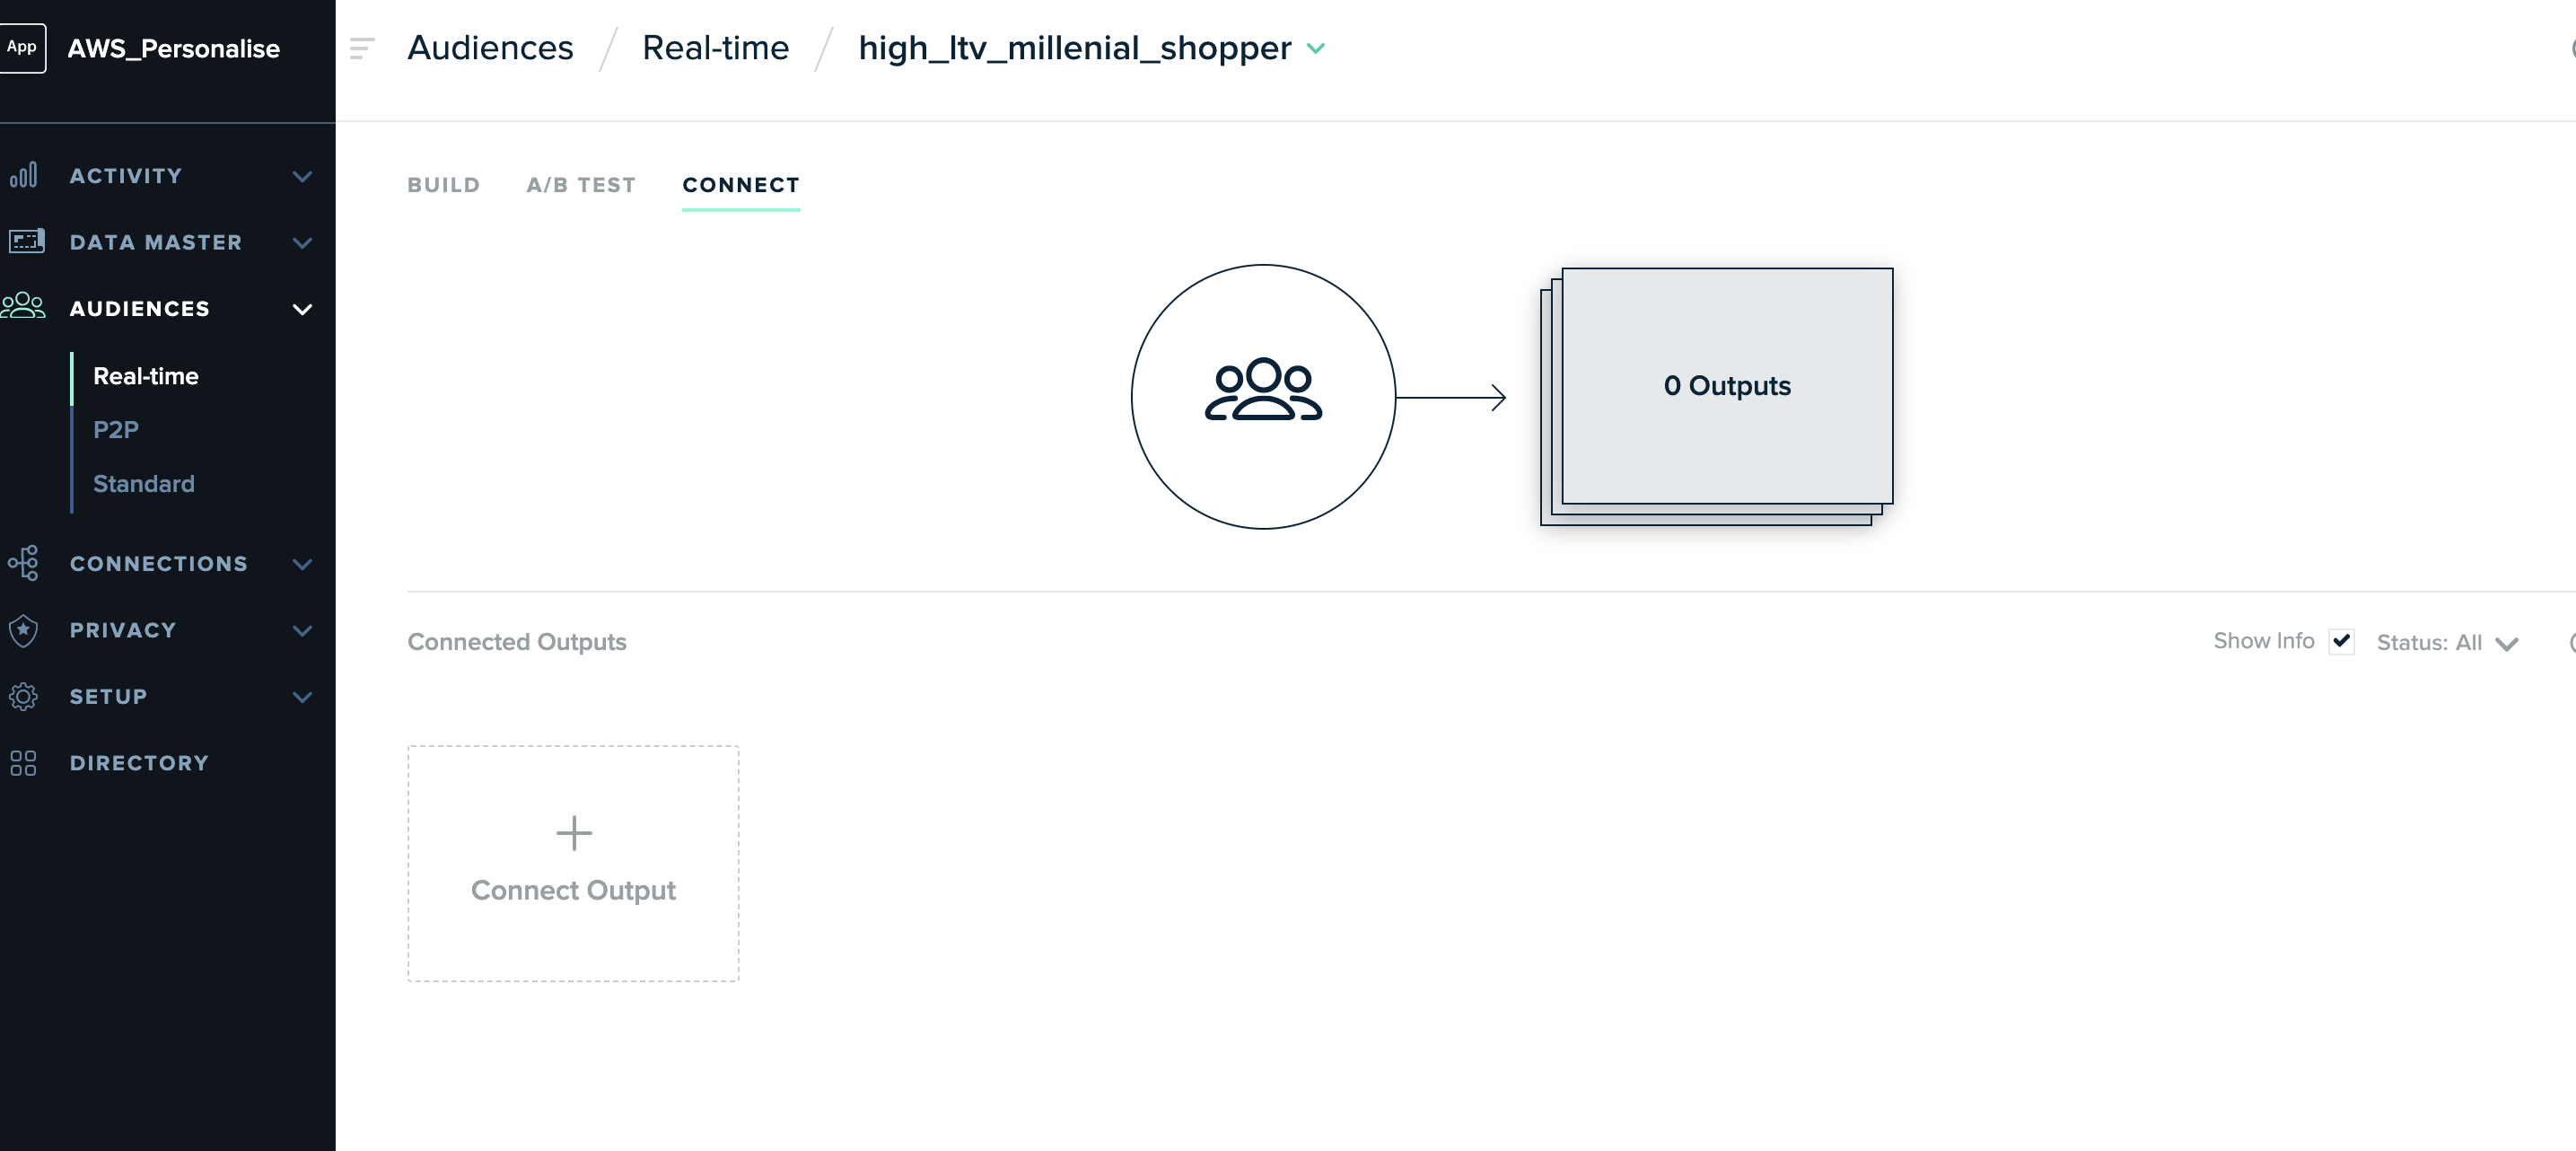 App
AWS_Personalise
Audiences / Real-time / high_ltv_millenial_shopper
ACTIVITY
DATA MASTER
AUDIENCES
Real-time
P2P
Standard
CONNECTIONS
PRIVACY
SETUP
DIRECTORY
BUILD A/B TEST CONNECT
0 Outputs
Connected Outputs
Show Info Status: All
Connect Output